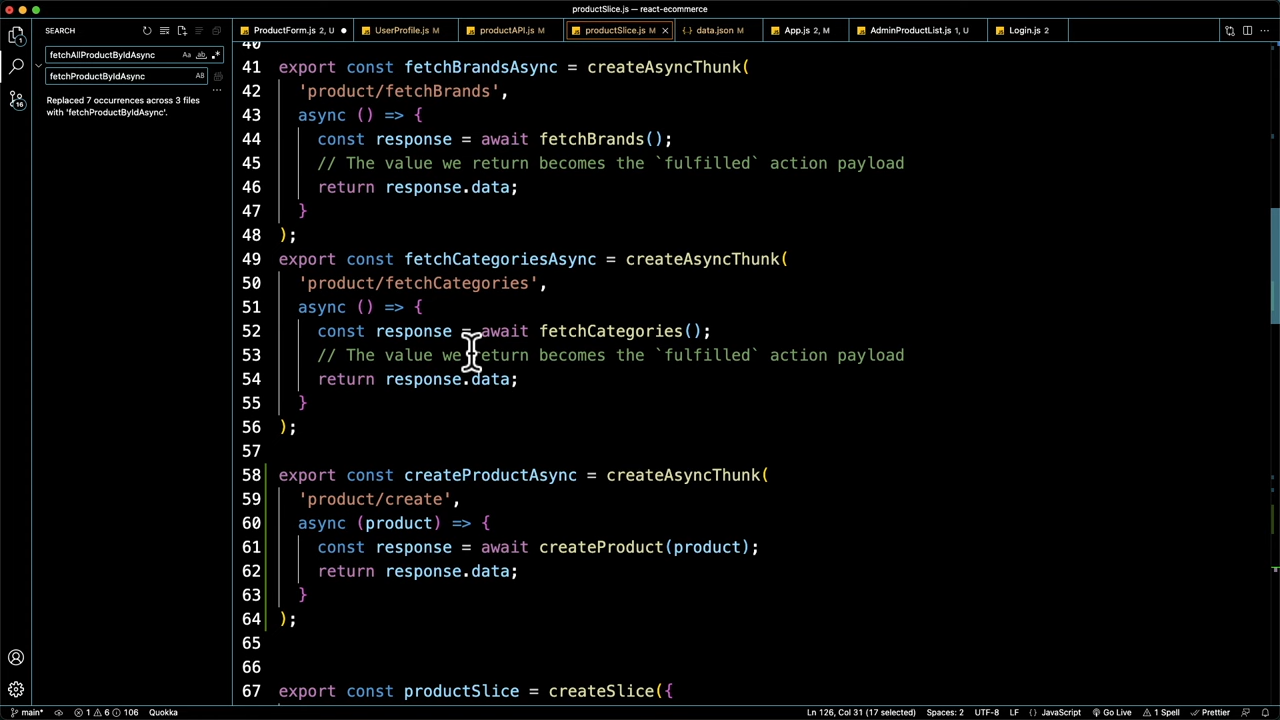 productSlice.js — react-ecommerce
SEARCH
ProductForm.js 2, U
UserProfile.js M
productAPI.js M
productSlice.js M
data.json M
App.js 2, M
AdminProductList.js 1, U
Login.js 2
fetchAllProductByIdAsync
fetchProductByIdAsync
Replaced 7 occurrences across 3 files
with 'fetchProductByIdAsync'.
40
41 export const fetchBrandsAsync = createAsyncThunk(
42 'product/fetchBrands',
43 async () => {
44 const response = await fetchBrands();
45 // The value we return becomes the `fulfilled` action payload
46 return response.data;
47 }
48 );
49 export const fetchCategoriesAsync = createAsyncThunk(
50 'product/fetchCategories',
51 async () => {
52 const response = await fetchCategories();
53 // The value we return becomes the `fulfilled` action payload
54 return response.data;
55 }
56 );
57
58 export const createProductAsync = createAsyncThunk(
59 'product/create',
60 async (product) => {
61 const response = await createProduct(product);
62 return response.data;
63 }
64 );
65
66
67 export const productSlice = createSlice({
main* 1 6 106 Quokka Ln 126, Col 31 (17 selected) Spaces: 2 UTF-8 LF {} JavaScript Go Live 1 Spell Prettier